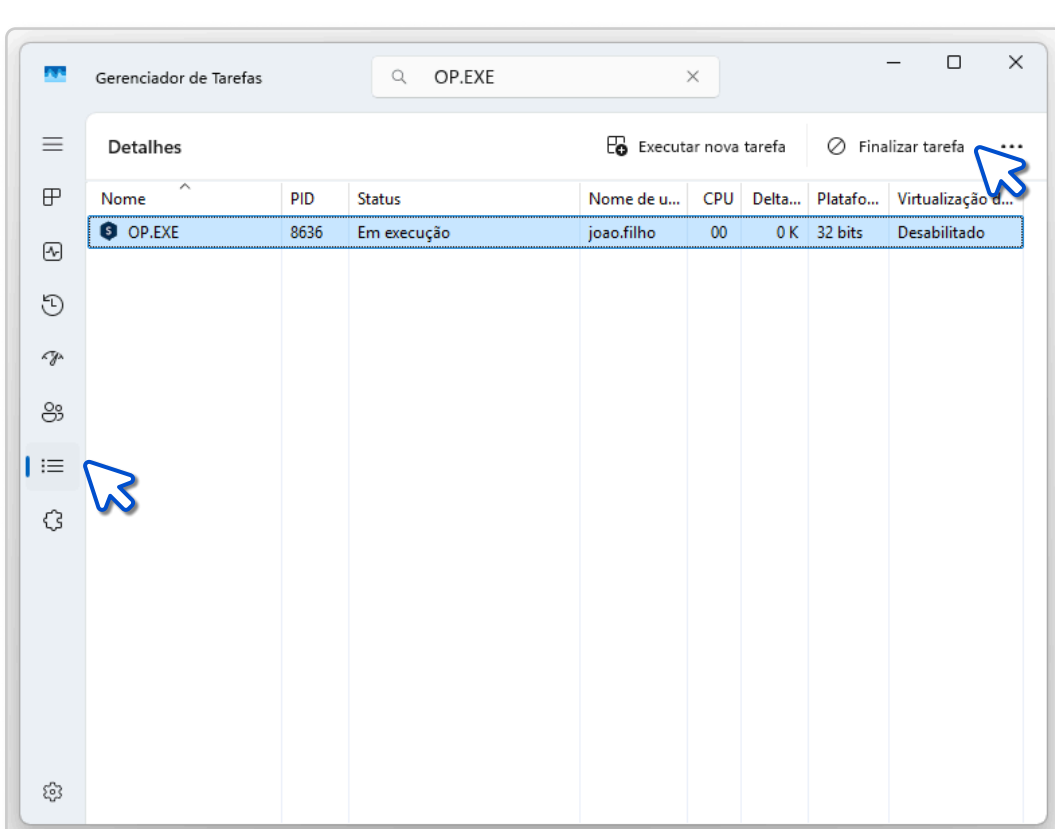 Gerenciador de Tarefas OP.EXE
Detalhes Executar nova tarefa Finalizar tarefa ...
Nome PID Status Nome de u... CPU Delta... Platafo... Virtualização d...
OP.EXE 8636 Em execução joao.filho 00 0 K 32 bits Desabilitado